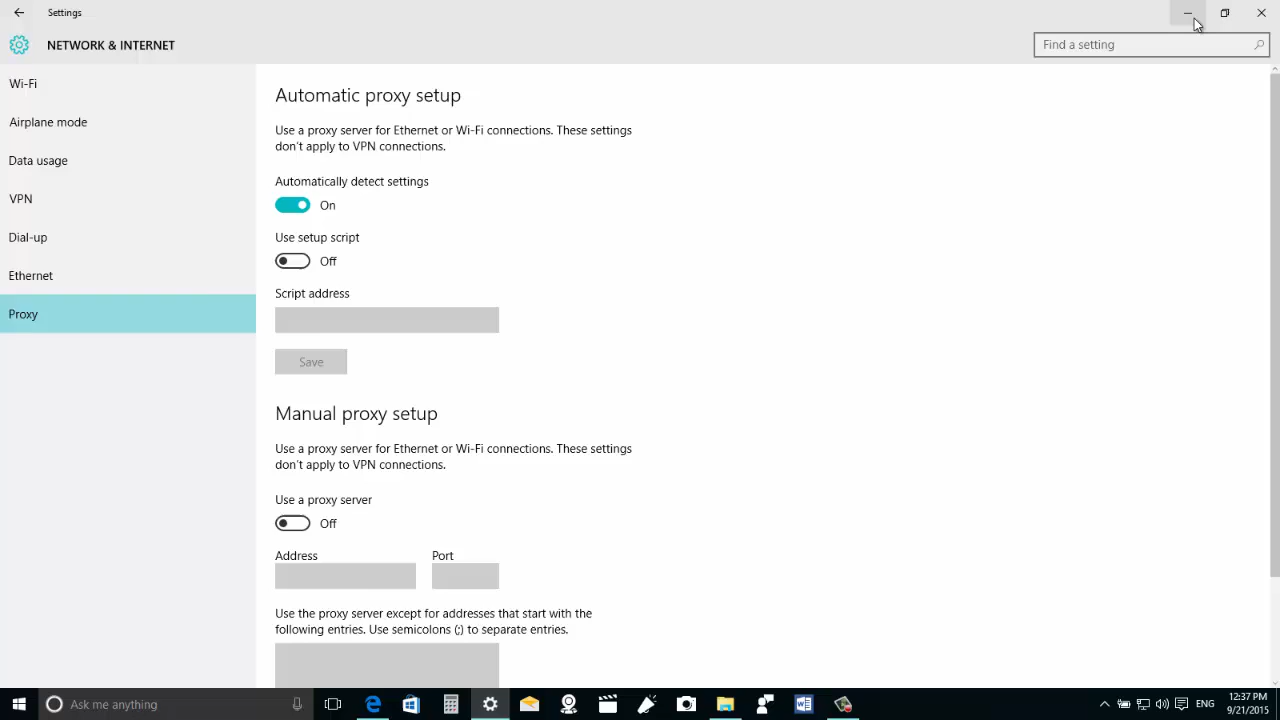 Settings
NETWORK & INTERNET
Find a setting
Wi-Fi
Airplane mode
Data usage
VPN
Dial-up
Ethernet
Proxy
Automatic proxy setup
Use a proxy server for Ethernet or Wi-Fi connections. These settings
don't apply to VPN connections.
Automatically detect settings
On
Use setup script
Off
Script address
Save
Manual proxy setup
Use a proxy server for Ethernet or Wi-Fi connections. These settings
don't apply to VPN connections.
Use a proxy server
Off
Address Port
Use the proxy server except for addresses that start with the
following entries. Use semicolons (;) to separate entries.
Ask me anything
ENG
12:37 PM
9/21/2015